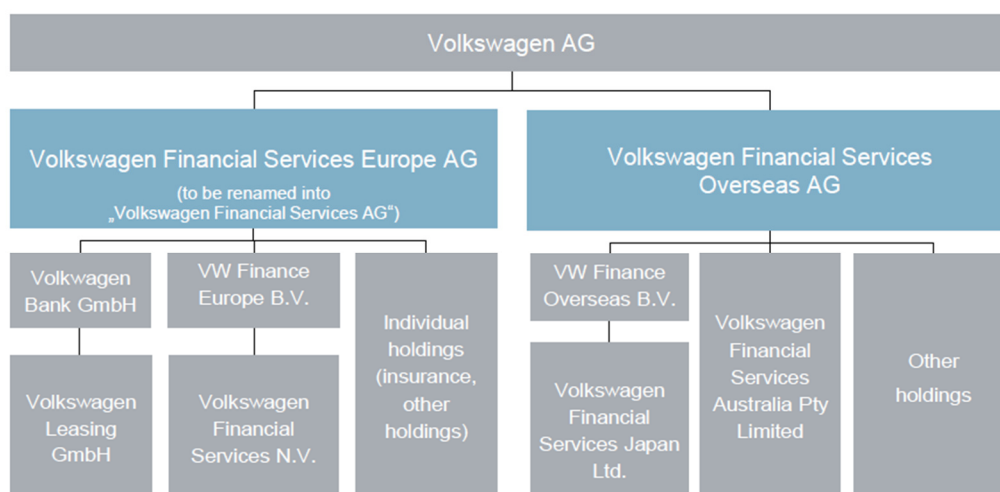 Volkswagen AG
Volkswagen Financial Services Europe AG
(to be renamed into
„Volkswagen Financial Services AG“)
Volkswagen Financial Services
Overseas AG
Volkwagen
Bank GmbH
VW Finance
Europe B.V.
Individual
holdings
(insurance,
other
holdings)
Volkswagen
Leasing
GmbH
Volkswagen
Financial
Services N.V.
VW Finance
Overseas B.V.
Volkswagen
Financial
Services Japan
Ltd.
Volkswagen
Financial
Services
Australia Pty
Limited
Other
holdings